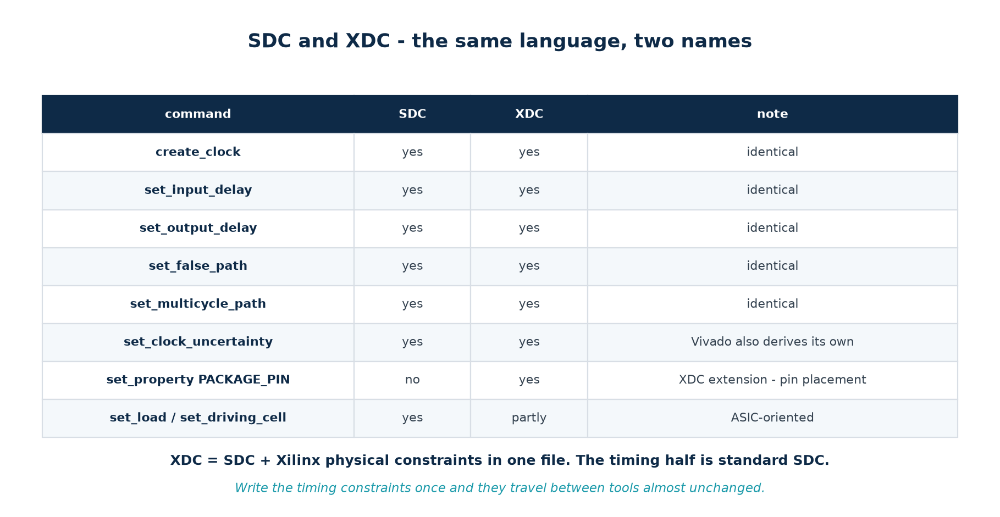 SDC and XDC - the same language, two names
command SDC XDC note
create_clock yes yes identical
set_input_delay yes yes identical
set_output_delay yes yes identical
set_false_path yes yes identical
set_multicycle_path yes yes identical
set_clock_uncertainty yes yes Vivado also derives its own
set_property PACKAGE_PIN no yes XDC extension - pin placement
set_load / set_driving_cell yes partly ASIC-oriented
XDC = SDC + Xilinx physical constraints in one file. The timing half is standard SDC.
Write the timing constraints once and they travel between tools almost unchanged.